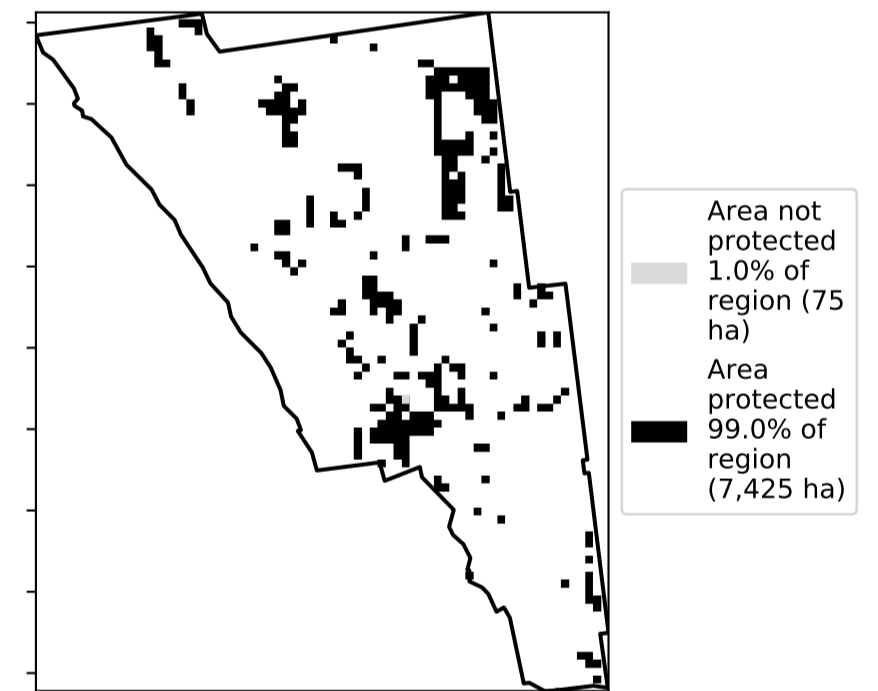 Area not
protected
1.0% of
region (75
ha)
Area
protected
99.0% of
region
(7,425 ha)